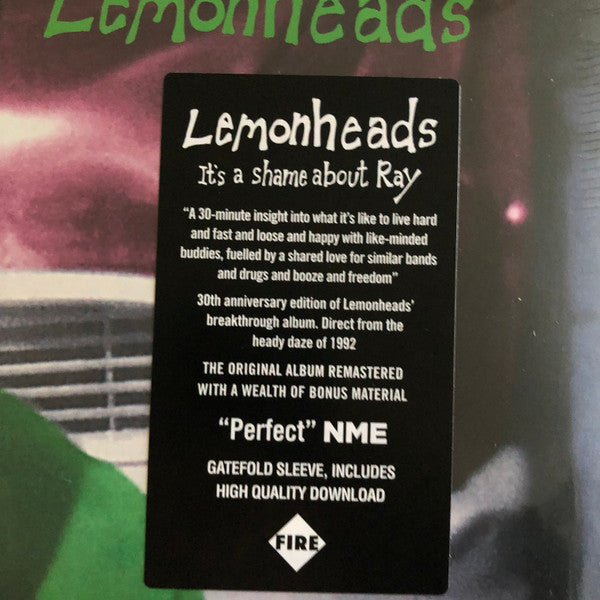 Lemonheads
Lemonheads
It's a shame about Ray
“A 30-minute insight into what it’s like to live hard
and fast and loose and happy with like-minded
buddies, fuelled by a shared love for similar bands
and drugs and booze and freedom”
30th anniversary edition of Lemonheads’
breakthrough album. Direct from the
heady daze of 1992
THE ORIGINAL ALBUM REMASTERED
WITH A WEALTH OF BONUS MATERIAL
“Perfect” NME
GATEFOLD SLEEVE, INCLUDES
HIGH QUALITY DOWNLOAD
FIRE